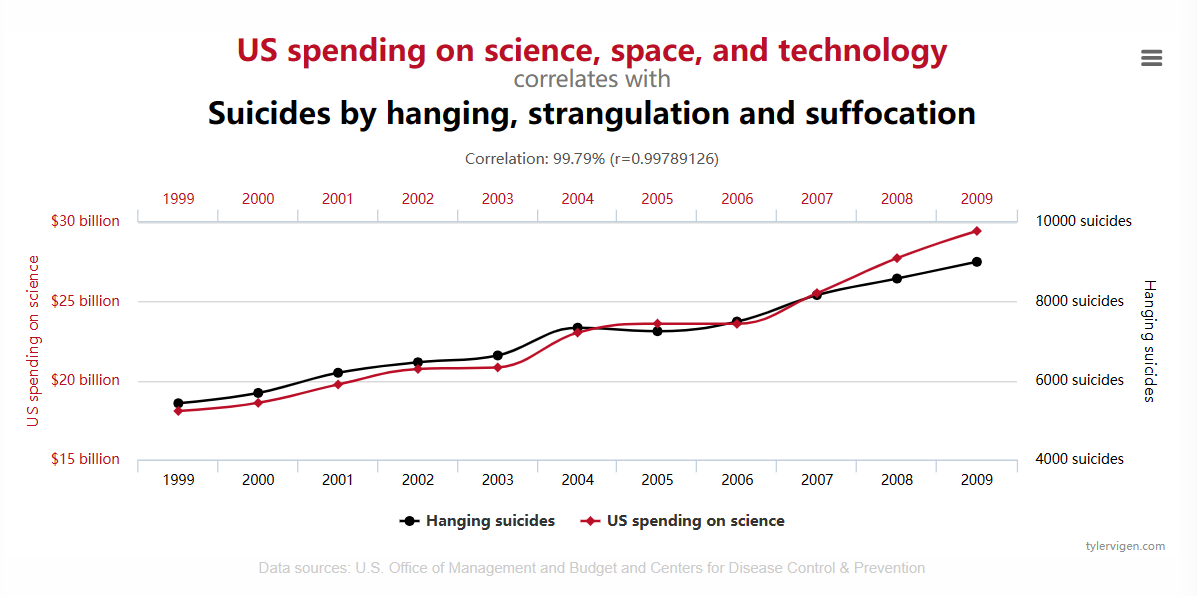 US spending on science, space, and technology
correlates with
Suicides by hanging, strangulation and suffocation
Correlation: 99.79% (r=0.99789126)
1999 2000 2001 2002 2003 2004 2005 2006 2007 2008 2009
US spending on science
$30 billion
$25 billion
$20 billion
$15 billion
10000 suicides
8000 suicides
6000 suicides
4000 suicides
Hanging suicides
1999 2000 2001 2002 2003 2004 2005 2006 2007 2008 2009
Hanging suicides US spending on science
tylervigen.com
Data sources: U.S. Office of Management and Budget and Centers for Disease Control & Prevention